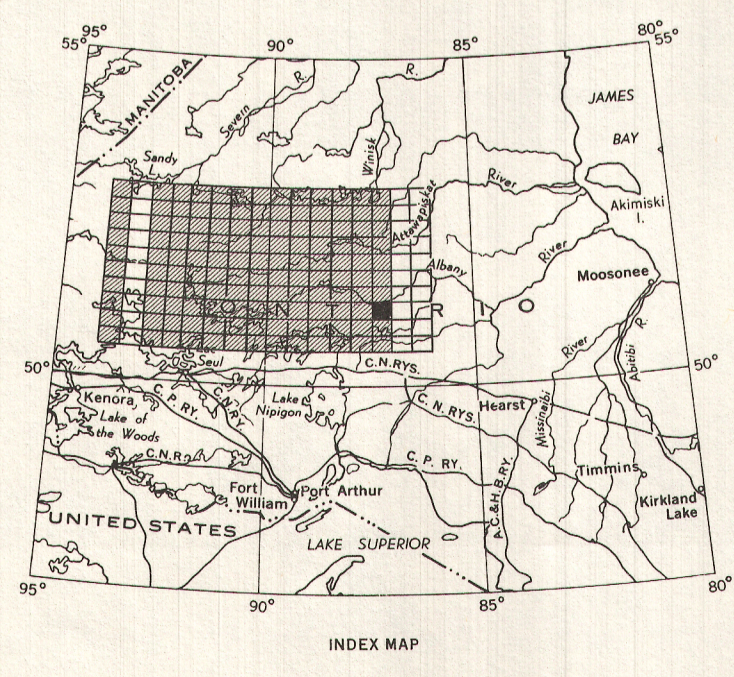 95°
90°
85°
80°
55°
55°
MANITOBA
Severn
R.
R.
JAMES
BAY
Winisk
Sandy
L.
River
Akimiski
I.
Attawapiskat
River
Albany
Moosonee
O N T A R I O
River
Abitibi R.
50°
Seul
C.N.RYS.
50°
Kenora
Lake of
the Woods
C. P. RY.
C.N.RY.
Lake
Nipigon
C. N. RYS.
Hearst
Missinaibi
C.N.R.
C. P. RY.
Timmins
Fort
William
Port Arthur
A.C.& H.B.RY.
Kirkland
Lake
UNITED STATES
LAKE SUPERIOR
95°
90°
85°
80°
INDEX MAP